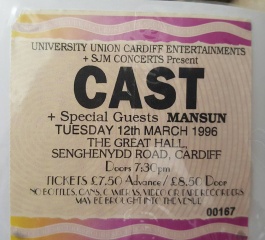 UNIVERSITY UNION CARDIFF ENTERTAINMENTS
+ SJM CONCERTS Present
CAST
+ Special Guests MANSUN
TUESDAY 12th MARCH 1996
THE GREAT HALL,
SENGHENYDD ROAD, CARDIFF
Doors 7:30pm
TICKETS £7.50 Advance / £8.50 Door
NO BOTTLES, CANS, CAMERAS, VIDEO OR TAPE RECORDERS
MAY BE BROUGHT INTO THE VENUE
00167